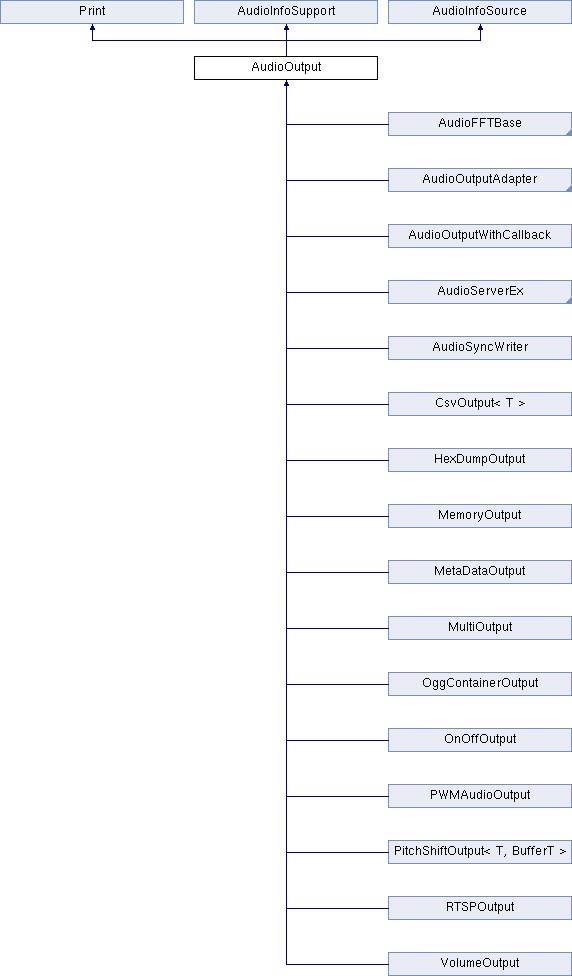 Print
AudioInfoSupport
AudioInfoSource
AudioOutput
AudioFFTBase
AudioOutputAdapter
AudioOutputWithCallback
AudioServerEx
AudioSyncWriter
CsvOutput< T >
HexDumpOutput
MemoryOutput
MetaDataOutput
MultiOutput
OggContainerOutput
OnOffOutput
PWMAudioOutput
PitchShiftOutput< T, BufferT >
RTSPOutput
VolumeOutput